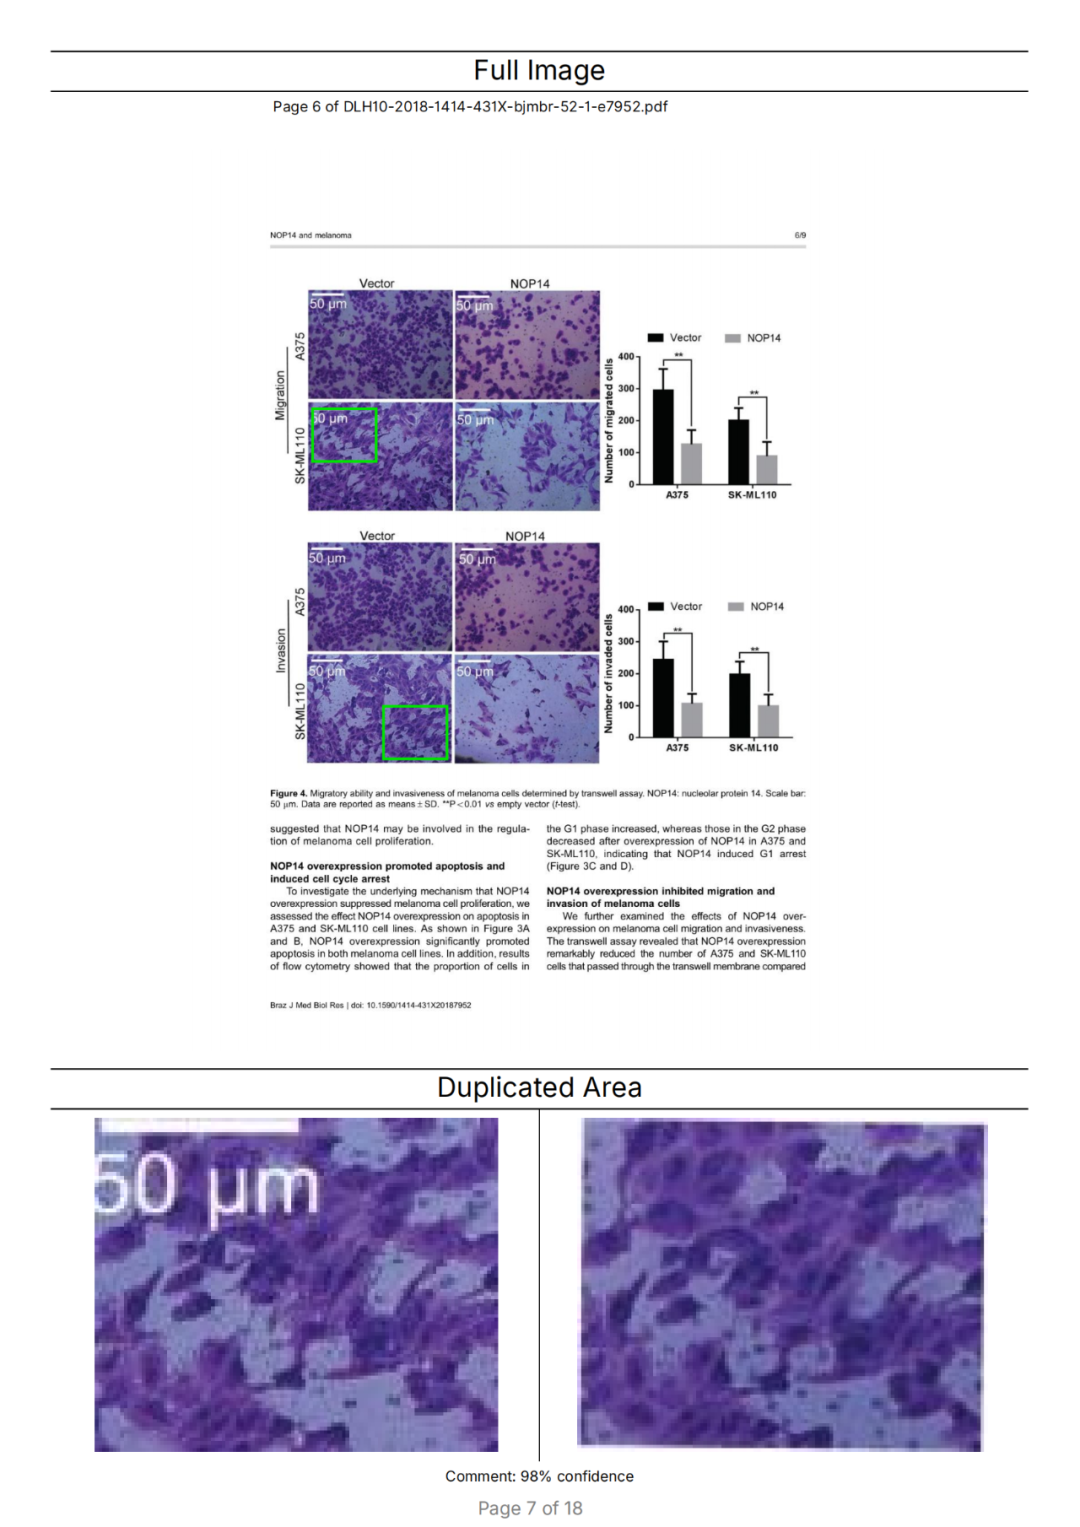 Full Image
Page 6 of DLH10-2018-1414-431X-bjmbr-52-1-e7952.pdf
NOP14 and melanoma
6/9
Vector
NOP14
50 µm
50 µm
A375
Migration
50 µm
50 µm
SK-ML110
Vector
NOP14
**
**
400
300
200
100
0
Number of migrated cells
A375
SK-ML110
Vector
NOP14
50 µm
50 µm
A375
Invasion
50 µm
50 µm
SK-ML110
Vector
NOP14
**
**
400
300
200
100
0
Number of invaded cells
A375
SK-ML110
Figure 4. Migratory ability and invasiveness of melanoma cells determined by transwell assay. NOP14: nucleolar protein 14. Scale bar:
50 µm. Data are reported as means ± SD. **P < 0.01 vs empty vector (t-test).
suggested that NOP14 may be involved in the regula-
tion of melanoma cell proliferation.
NOP14 overexpression promoted apoptosis and
induced cell cycle arrest
To investigate the underlying mechanism that NOP14
overexpression suppressed melanoma cell proliferation, we
assessed the effect NOP14 overexpression on apoptosis in
A375 and SK-ML110 cell lines. As shown in Figure 3A
and B, NOP14 overexpression significantly promoted
apoptosis in both melanoma cell lines. In addition, results
of flow cytometry showed that the proportion of cells in
the G1 phase increased, whereas those in the G2 phase
decreased after overexpression of NOP14 in A375 and
SK-ML110, indicating that NOP14 induced G1 arrest
(Figure 3C and D).
NOP14 overexpression inhibited migration and
invasion of melanoma cells
We further examined the effects of NOP14 over-
expression on melanoma cell migration and invasiveness.
The transwell assay revealed that NOP14 overexpression
remarkably reduced the number of A375 and SK-ML110
cells that passed through the transwell membrane compared
Braz J Med Biol Res | doi: 10.1590/1414-431X20187952
Duplicated Area
50 µm
Comment: 98% confidence
Page 7 of 18